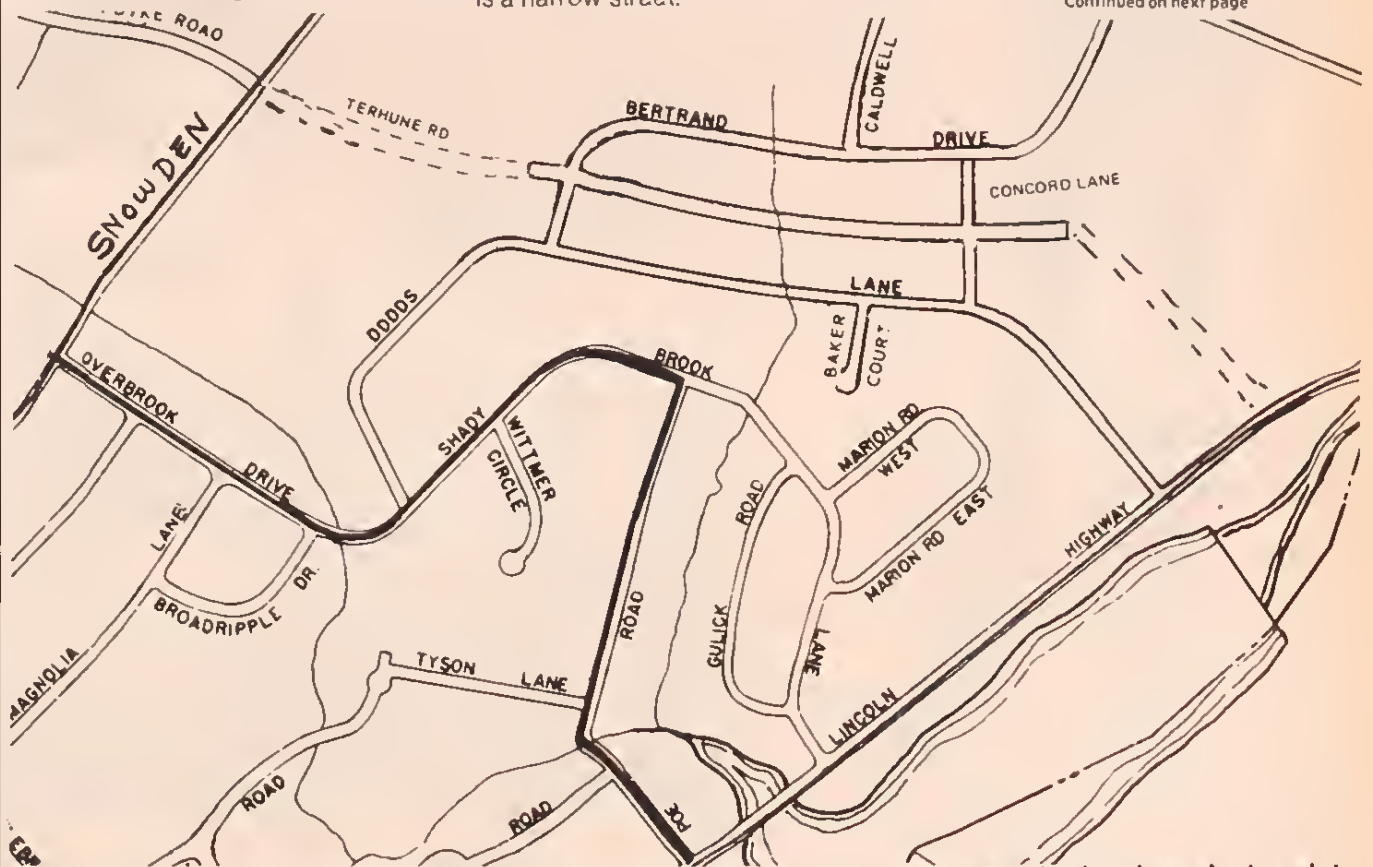 is a narrow street.
Continued on next page
ROAD
CALDWELL
TERHUNE RD
BERTRAND
DRIVE
SNOWDEN
CONCORD LANE
LANE
DODDS
BAKER
COURT
BROOK
OVERBROOK
DRIVE
SHADY
WITTMER
CIRCLE
MARION RD
WEST
ROAD
MARION RD EAST
HIGHWAY
LANE
DR.
BROADRIPPLE
ROAD
GULICK
LANE
TYSON LANE
MAGNOLIA
LINCOLN
ROAD
ROAD
POE